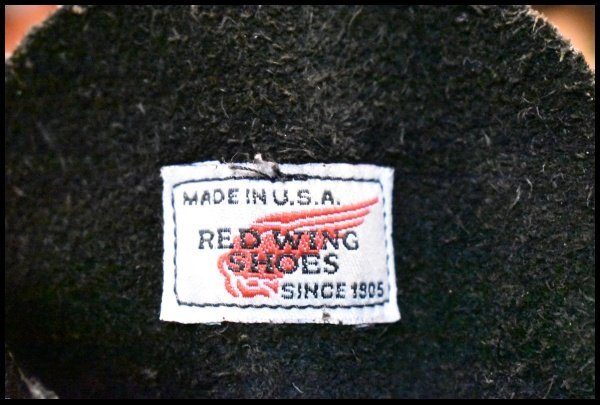 MADE IN U.S.A.
RED WING
SHOES
SINCE 1905